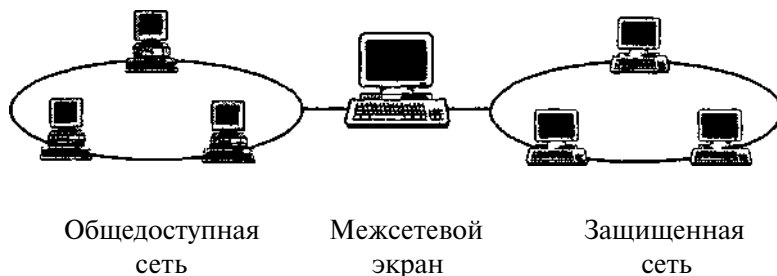 Общедоступная сеть
Межсетевой экран
Защищенная сеть